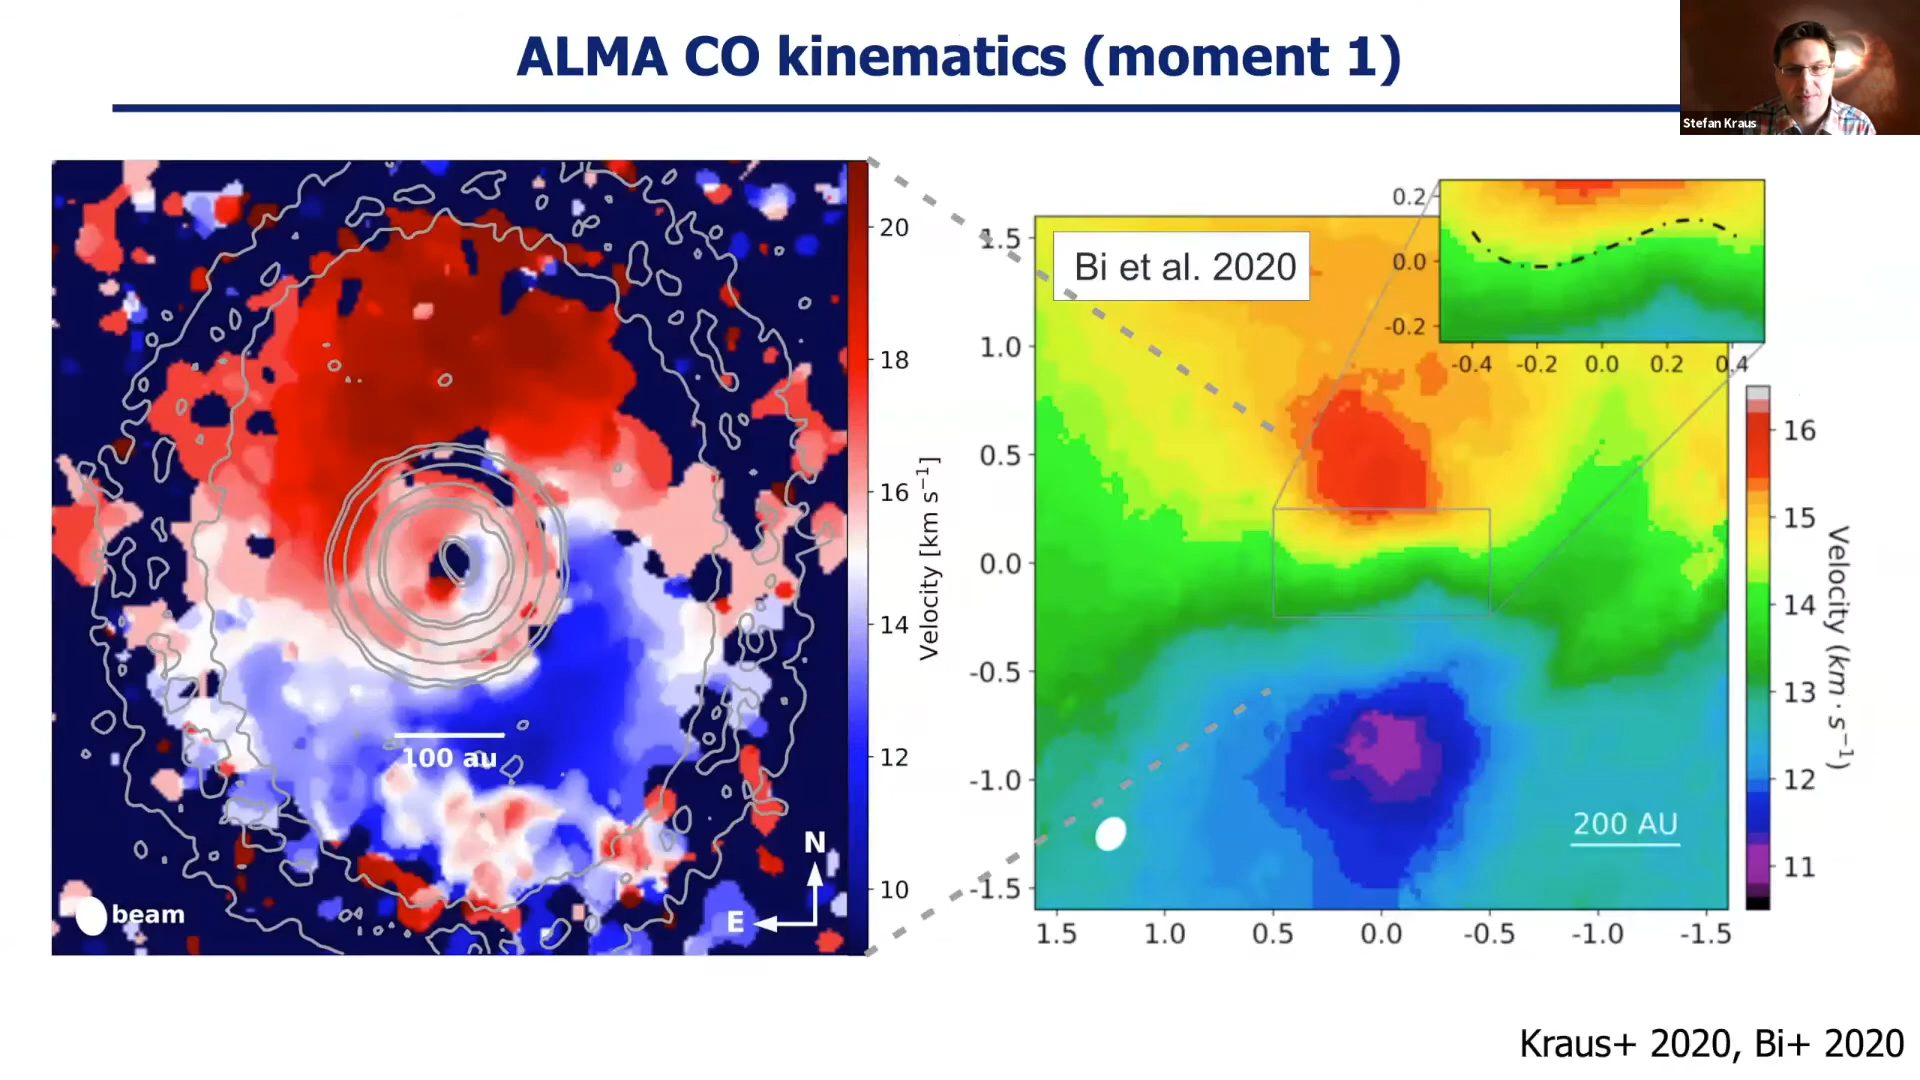 ALMA CO kinematics (moment 1)
Stefan Kraus
20
18
16
14
12
10
Velocity [km s⁻¹]
100 au
beam
N
E
Bi et al. 2020
1.5
1.0
0.5
0.0
-0.5
-1.0
-1.5
1.5 1.0 0.5 0.0 -0.5 -1.0 -1.5
0.2
0.0
-0.2
-0.4 -0.2 0.0 0.2 0.4
200 AU
16
15
14
13
12
11
Velocity (km · s⁻¹)
Kraus+ 2020, Bi+ 2020